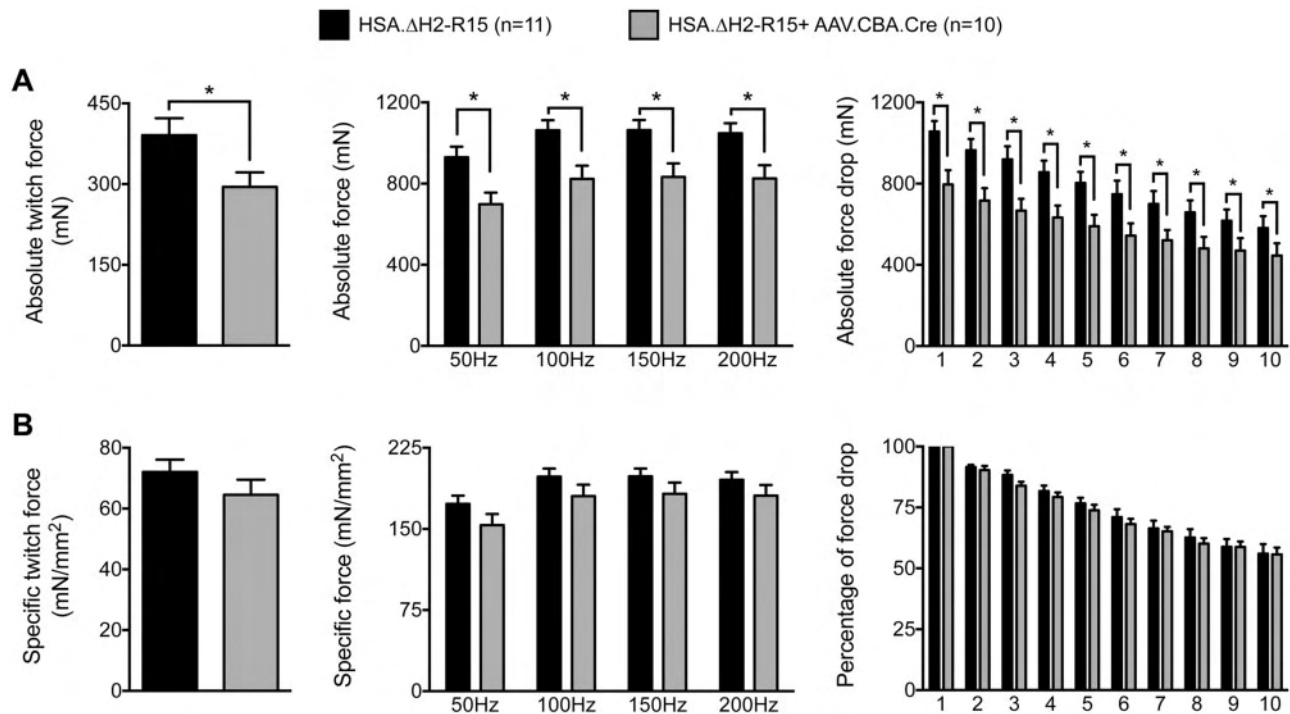 HSA.ΔH2-R15 (n=11)
HSA.ΔH2-R15+ AAV.CBA.Cre (n=10)
A
Absolute twitch force
(mN)
450
300
150
0
*
Absolute force (mN)
1200
800
400
0
* * * *
50Hz 100Hz 150Hz 200Hz
Absolute force drop (mN)
1200
800
400
0
* * * * * * * * * *
1 2 3 4 5 6 7 8 9 10
B
Specific twitch force
(mN/mm²)
80
60
40
20
0
Specific force (mN/mm²)
225
150
75
0
50Hz 100Hz 150Hz 200Hz
Percentage of force drop
100
75
50
25
0
1 2 3 4 5 6 7 8 9 10